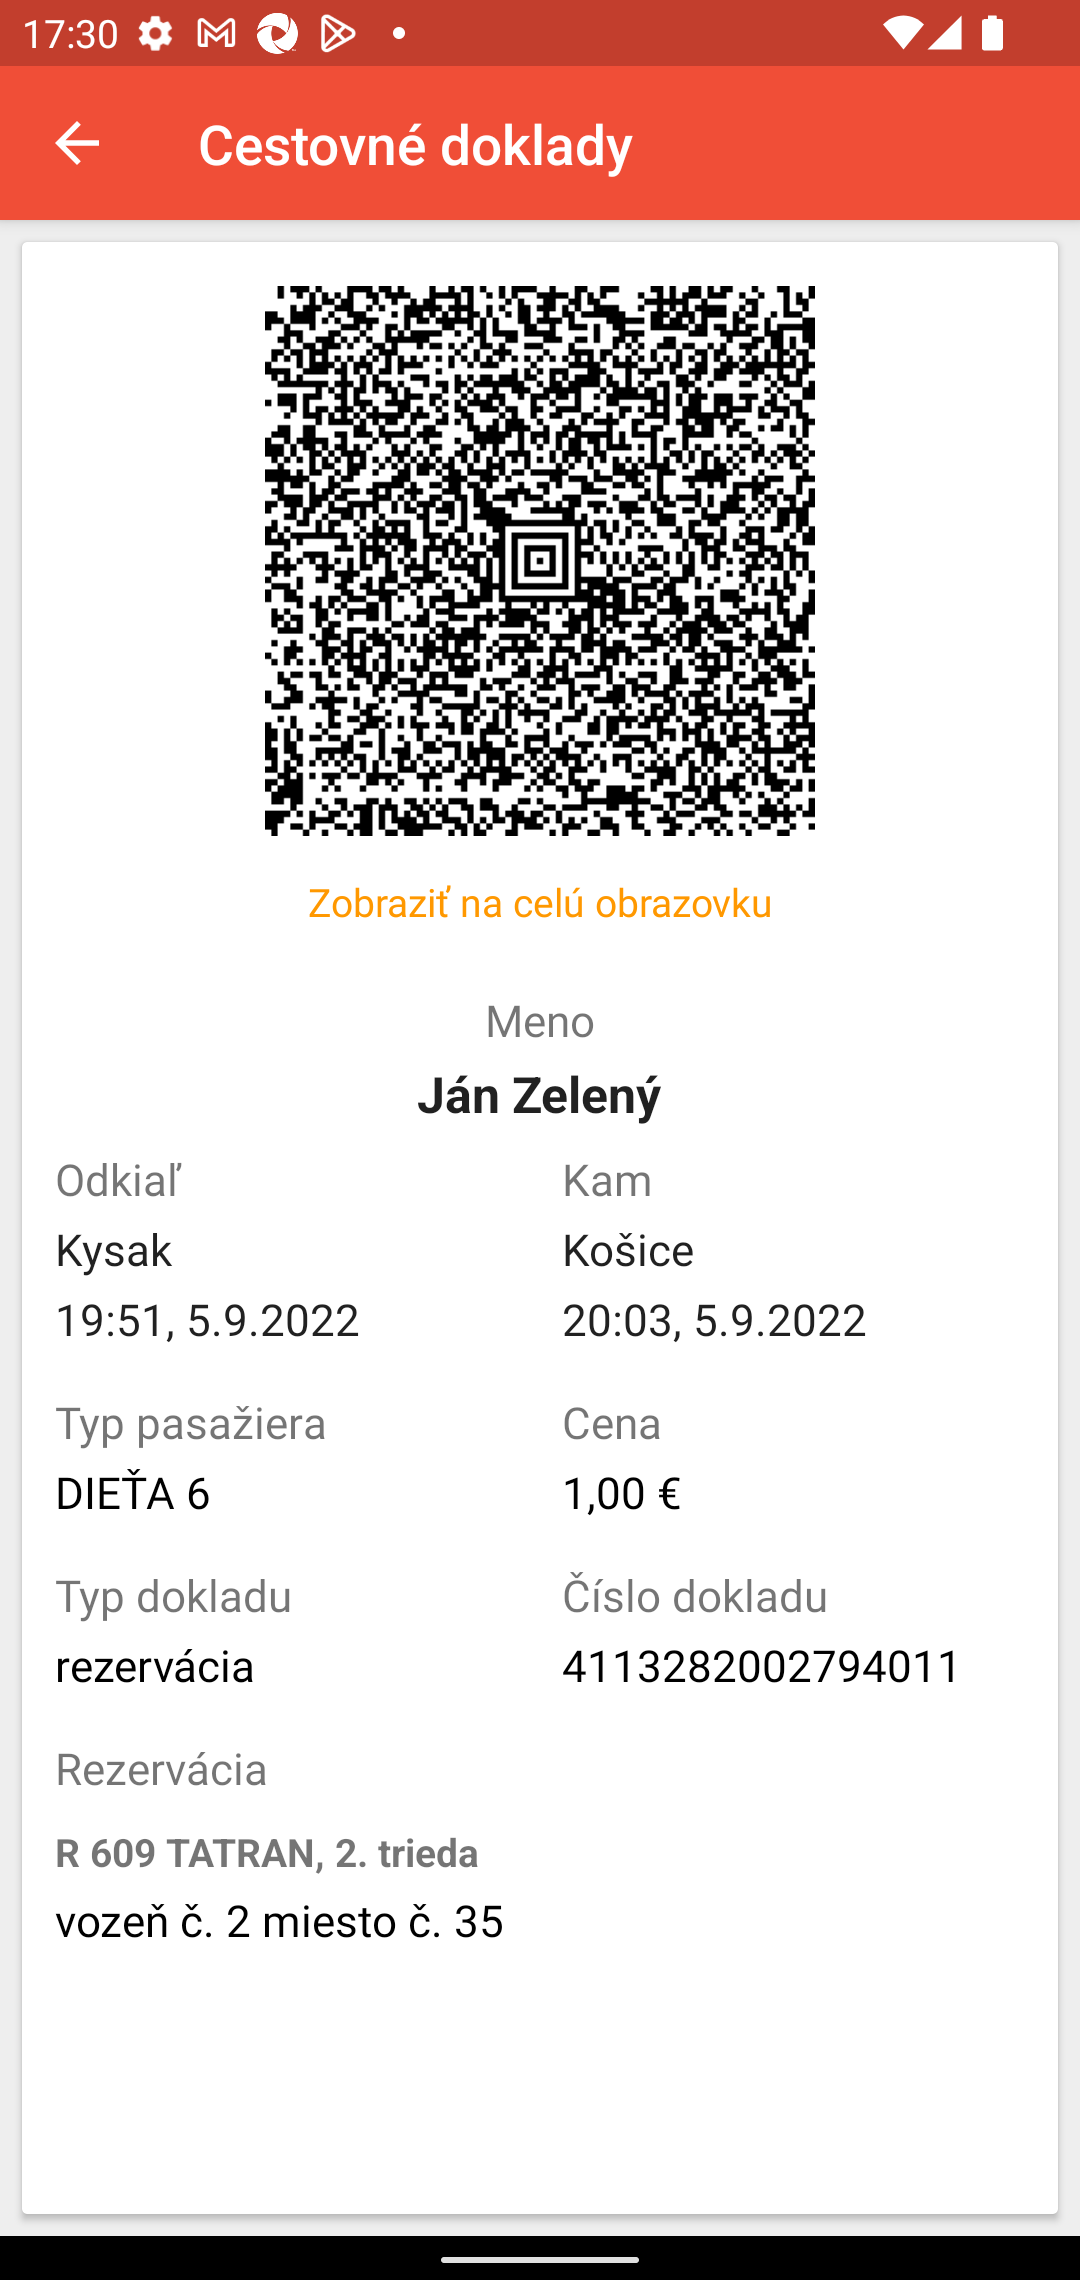 17:30
Cestovné doklady
Zobraziť na celú obrazovku
Meno
Ján Zelený
Odkiaľ
Kam
Kysak
Košice
19:51, 5.9.2022
20:03, 5.9.2022
Typ pasažiera
Cena
DIEŤA 6
1,00 €
Typ dokladu
Číslo dokladu
rezervácia
4113282002794011
Rezervácia
R 609 TATRAN, 2. trieda
vozeň č. 2 miesto č. 35